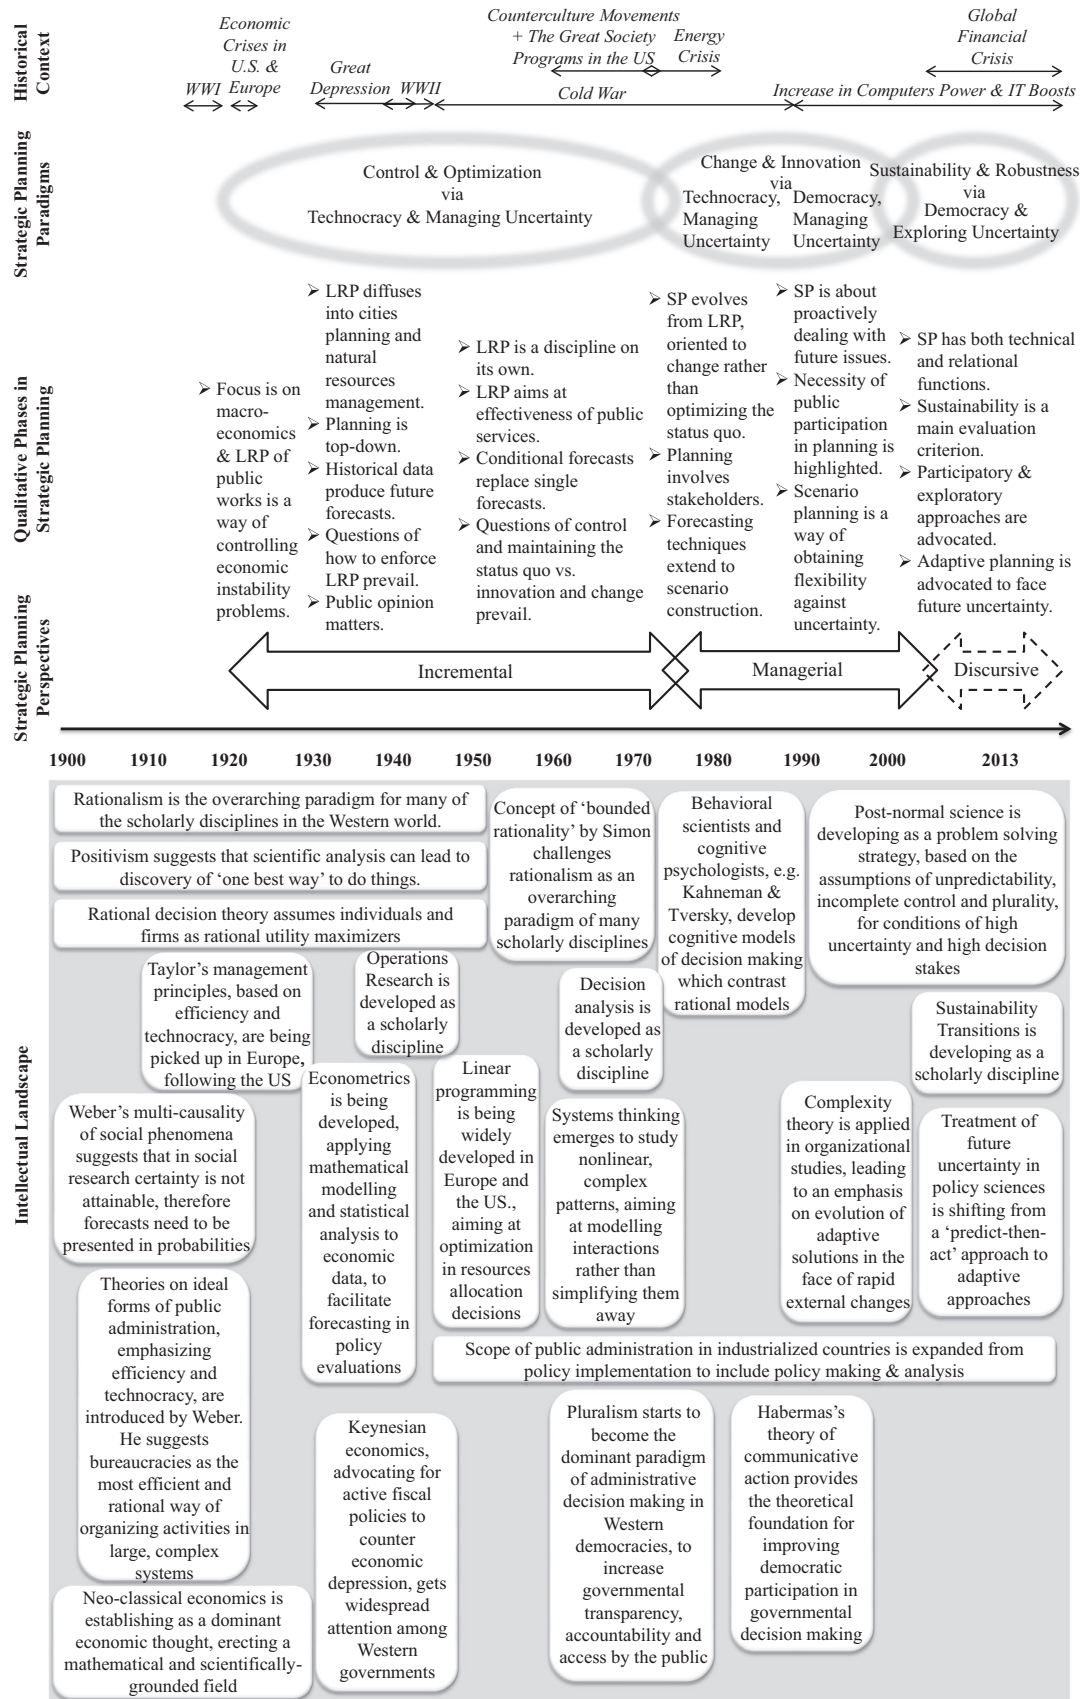 Historical
Context
Economic
Crises in
U.S. &
Europe
WWI
Great
Depression
WWII
Counterculture Movements
+ The Great Society
Programs in the US
Energy
Crisis
Cold War
Global
Financial
Crisis
Increase in Computers Power & IT Boosts
Strategic Planning
Paradigms
Control & Optimization
via
Technocracy & Managing Uncertainty
Change & Innovation
via
Technocracy,
Managing
Uncertainty
Democracy,
Managing
Uncertainty
Sustainability & Robustness
via
Democracy &
Exploring Uncertainty
Qualitative Phases in
Strategic Planning
➢ Focus is on
macro-
economics
& LRP of
public
works is a
way of
controlling
economic
instability
problems.
➢ LRP diffuses
into cities
planning and
natural
resources
management.
➢ Planning is
top-down.
➢ Historical data
produce future
forecasts.
➢ Questions of
how to enforce
LRP prevail.
➢ Public opinion
matters.
➢ LRP is a discipline on
its own.
➢ LRP aims at
effectiveness of public
services.
➢ Conditional forecasts
replace single
forecasts.
➢ Questions of control
and maintaining the
status quo vs.
innovation and change
prevail.
➢ SP evolves
from LRP,
oriented to
change rather
than
optimizing the
status quo.
➢ Planning
involves
stakeholders.
➢ Forecasting
techniques
extend to
scenario
construction.
➢ SP is about
proactively
dealing with
future issues.
➢ Necessity of
public
participation
in planning is
highlighted.
➢ Scenario
planning is a
way of
obtaining
flexibility
against
uncertainty.
➢ SP has both technical
and relational
functions.
➢ Sustainability is a
main evaluation
criterion.
➢ Participatory &
exploratory
approaches are
advocated.
➢ Adaptive planning is
advocated to face
future uncertainty.
Strategic Planning
Perspectives
Incremental
Managerial
Discursive
1900 1910 1920 1930 1940 1950 1960 1970 1980 1990 2000 2013
Intellectual Landscape
Rationalism is the overarching paradigm for many of
the scholarly disciplines in the Western world.
Positivism suggests that scientific analysis can lead to
discovery of ‘one best way’ to do things.
Rational decision theory assumes individuals and
firms as rational utility maximizers
Concept of ‘bounded
rationality’ by Simon
challenges
rationalism as an
overarching
paradigm of many
scholarly disciplines
Behavioral
scientists and
cognitive
psychologists, e.g.
Kahneman &
Tversky, develop
cognitive models
of decision making
which contrast
rational models
Post-normal science is
developing as a problem solving
strategy, based on the
assumptions of unpredictability,
incomplete control and plurality,
for conditions of high
uncertainty and high decision
stakes
Taylor’s management
principles, based on
efficiency and
technocracy, are being
picked up in Europe,
following the US
Operations
Research is
developed as
a scholarly
discipline
Decision
analysis is
developed as
a scholarly
discipline
Sustainability
Transitions is
developing as a
scholarly discipline
Weber’s multi-causality
of social phenomena
suggests that in social
research certainty is not
attainable, therefore
forecasts need to be
presented in probabilities
Econometrics
is being
developed,
applying
mathematical
modelling
and statistical
analysis to
economic
data, to
facilitate
forecasting in
policy
evaluations
Linear
programming
is being
widely
developed in
Europe and
the US.,
aiming at
optimization
in resources
allocation
decisions
Systems thinking
emerges to study
nonlinear,
complex
patterns, aiming
at modelling
interactions
rather than
simplifying them
away
Complexity
theory is applied
in organizational
studies, leading
to an emphasis
on evolution of
adaptive
solutions in the
face of rapid
external changes
Treatment of
future
uncertainty in
policy sciences
is shifting from
a ‘predict-then-
act’ approach to
adaptive
approaches
Theories on ideal
forms of public
administration,
emphasizing
efficiency and
technocracy, are
introduced by Weber.
He suggests
bureaucracies as the
most efficient and
rational way of
organizing activities in
large, complex
systems
Scope of public administration in industrialized countries is expanded from
policy implementation to include policy making & analysis
Keynesian
economics,
advocating for
active fiscal
policies to
counter
economic
depression, gets
widespread
attention among
Western
governments
Pluralism starts to
become the
dominant paradigm
of administrative
decision making in
Western
democracies, to
increase
governmental
transparency,
accountability and
access by the public
Habermas’s
theory of
communicative
action provides
the theoretical
foundation for
improving
democratic
participation in
governmental
decision making
Neo-classical economics is
establishing as a dominant
economic thought, erecting a
mathematical and scientifically-
grounded field